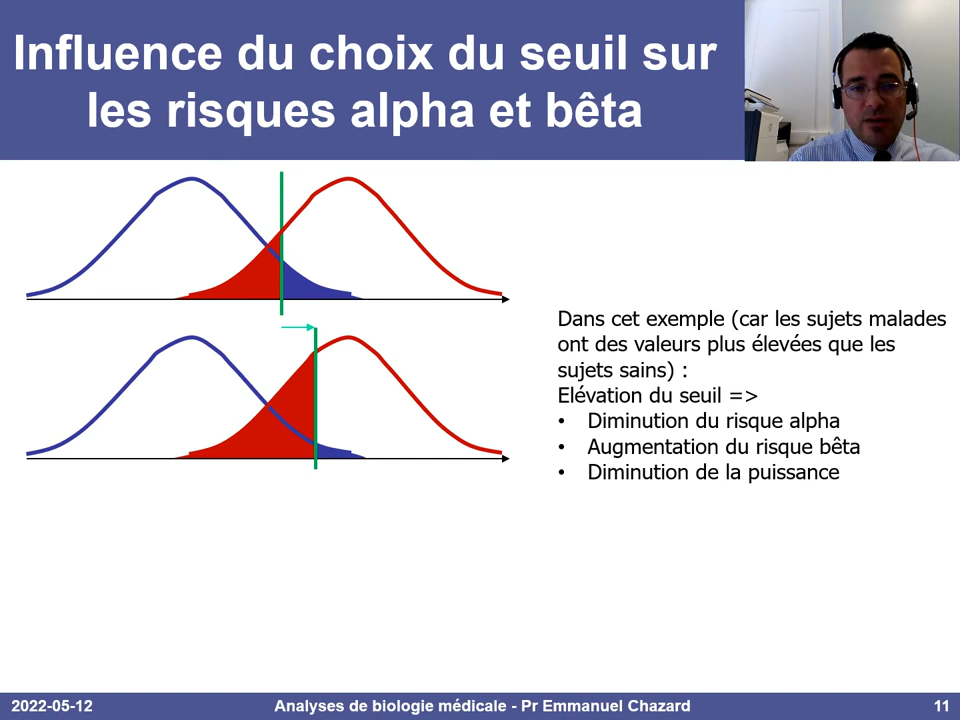 Influence du choix du seuil sur
les risques alpha et bêta
Dans cet exemple (car les sujets malades
ont des valeurs plus élevées que les
sujets sains) :
Elévation du seuil =>
• Diminution du risque alpha
• Augmentation du risque bêta
• Diminution de la puissance
2022-05-12
Analyses de biologie médicale - Pr Emmanuel Chazard
11